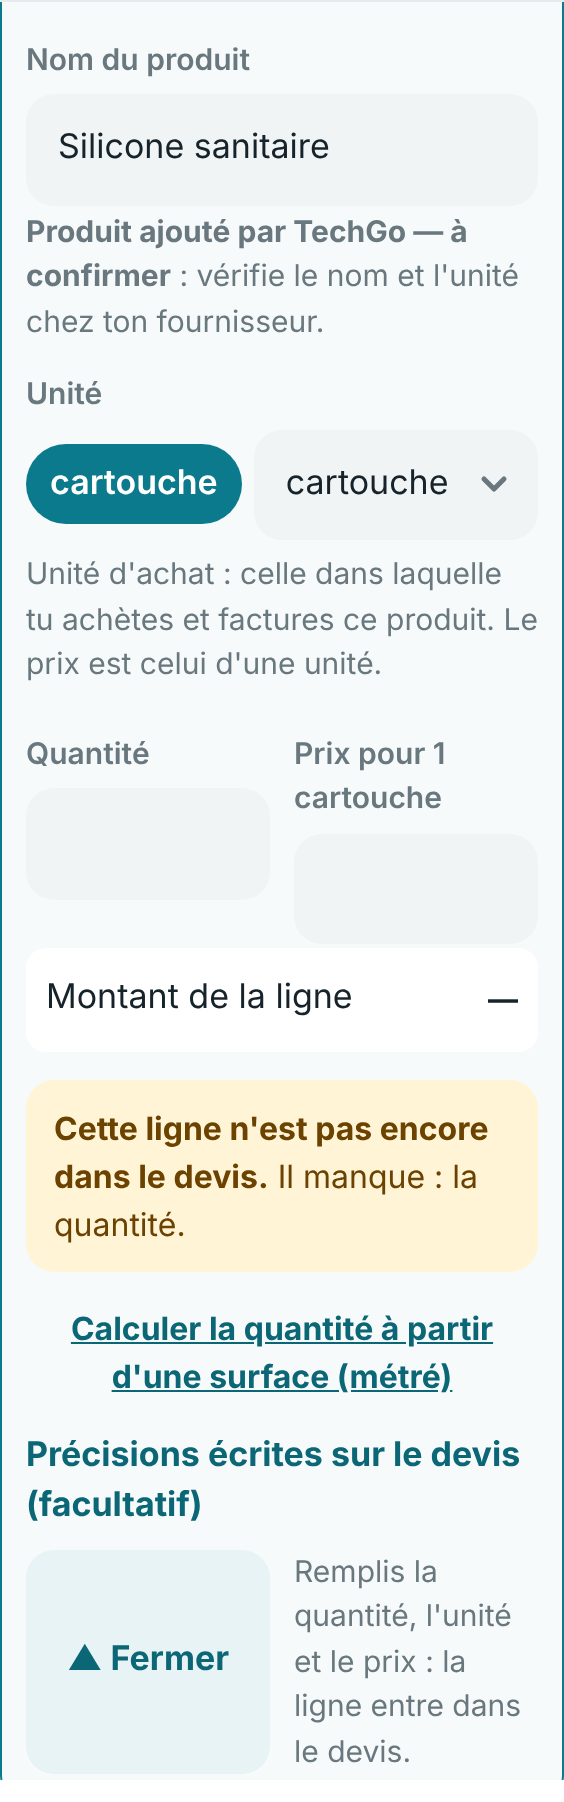 Nom du produit
Silicone sanitaire
Produit ajouté par TechGo — à
confirmer : vérifie le nom et l'unité
chez ton fournisseur.
Unité
cartouche
cartouche
Unité d'achat : celle dans laquelle
tu achètes et factures ce produit. Le
prix est celui d'une unité.
Quantité
Prix pour 1
cartouche
Montant de la ligne —
Cette ligne n'est pas encore
dans le devis. Il manque : la
quantité.
Calculer la quantité à partir
d'une surface (métré)
Précisions écrites sur le devis
(facultatif)
▲ Fermer
Remplis la
quantité, l'unité
et le prix : la
ligne entre dans
le devis.